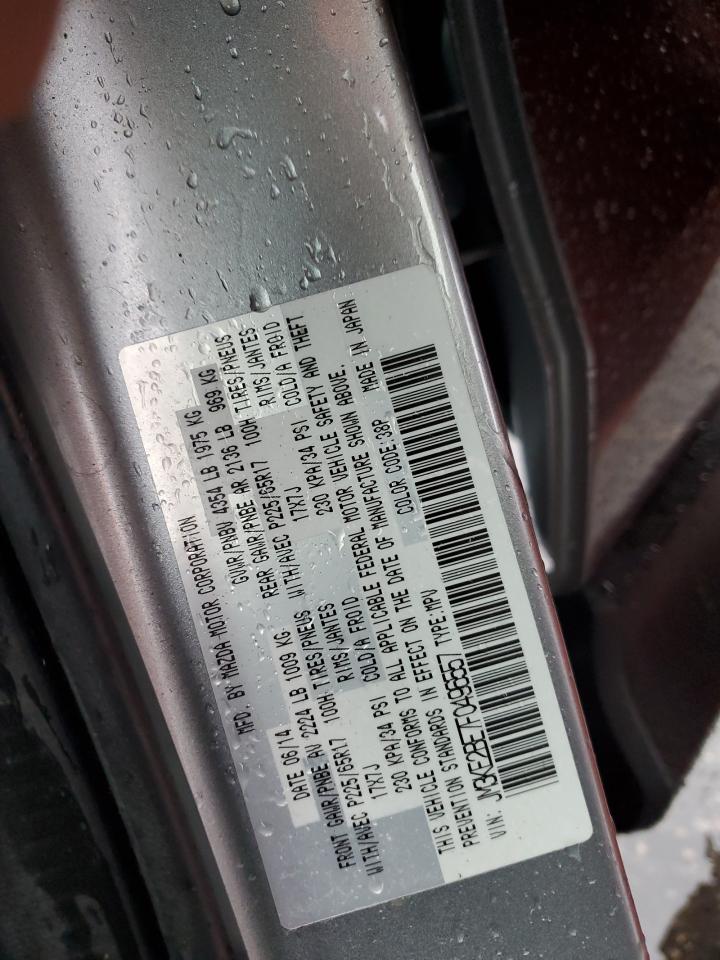 MFD. BY MAZDA MOTOR CORPORATION
DATE 06/14 GVWR/PNBV 4354 LB 1975 KG
FRONT GAWR/PNBE AV 2224 LB 1009 KG REAR GAWR/PNBE AR 2136 LB 969 KG
WITH/AVEC P225/65R17 100H TIRES/PNEUS WITH/AVEC P225/65R17 100H TIRES/PNEUS
17X7J RIMS/JANTES 17X7J RIMS/JANTES
230 KPA/34 PSI COLD/A FROID 230 KPA/34 PSI COLD/A FROID
THIS VEHICLE CONFORMS TO ALL APPLICABLE FEDERAL MOTOR VEHICLE SAFETY AND THEFT
PREVENTION STANDARDS IN EFFECT ON THE DATE OF MANUFACTURE SHOWN ABOVE.
VIN: TYPE:MPV COLOR CODE:38P MADE IN JAPAN